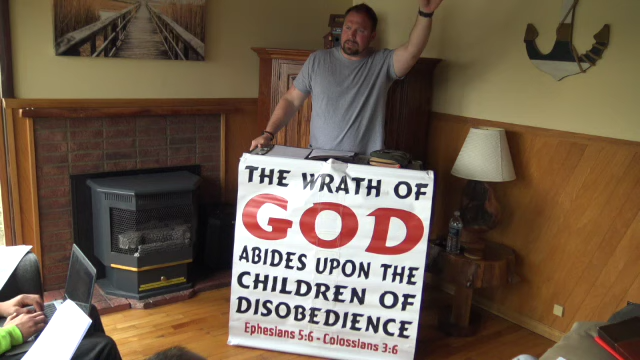 THE WRATH OF
GOD
ABIDES UPON THE
CHILDREN OF
DISOBEDIENCE
Ephesians 5:6 - Colossians 3:6